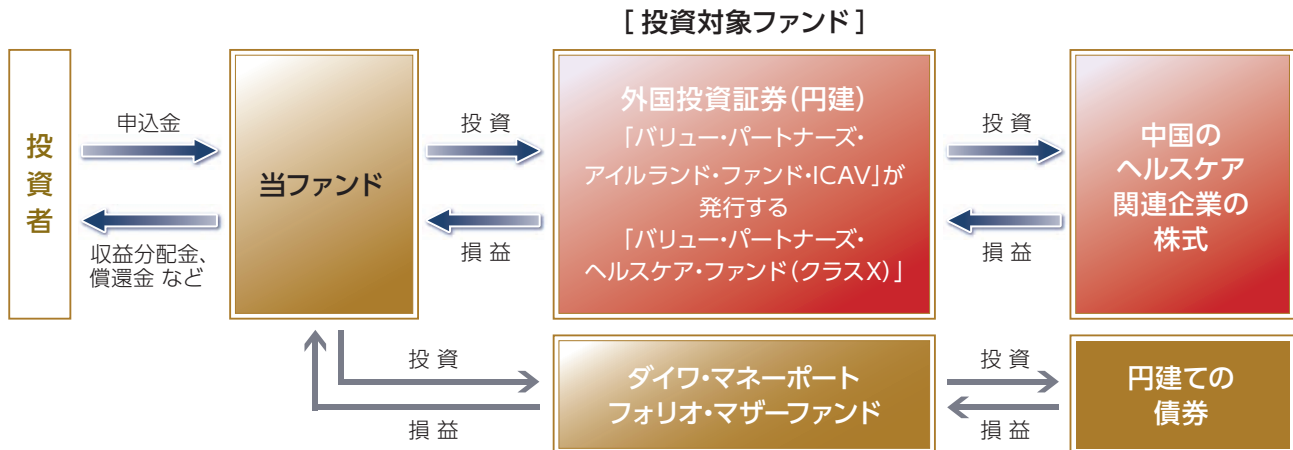 [ 投資対象ファンド ]
投資者
申込金
収益分配金、
償還金 など
当ファンド
投 資
損 益
外国投資証券(円建)
「バリュー・パートナーズ・
アイルランド・ファンド・ICAV」が
発行する
「バリュー・パートナーズ・
ヘルスケア・ファンド(クラスX)」
投 資
損 益
中国の
ヘルスケア
関連企業の
株式
投 資
損 益
ダイワ・マネーポート
フォリオ・マザーファンド
投 資
損 益
円建ての
債券